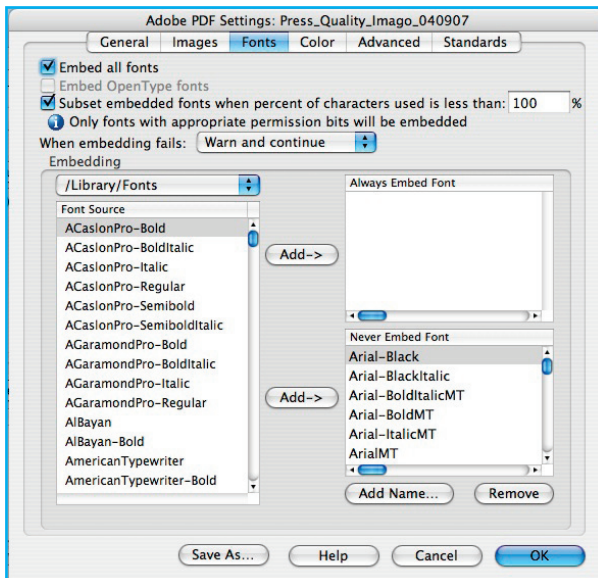 Adobe PDF Settings: Press_Quality_Imago_040907
General Images Fonts Color Advanced Standards
Embed all fonts
Embed OpenType fonts
Subset embedded fonts when percent of characters used is less than: 100 %
Only fonts with appropriate permission bits will be embedded
When embedding fails: Warn and continue
Embedding
/Library/Fonts
Font Source
ACaslonPro-Bold
ACaslonPro-BoldItalic
ACaslonPro-Italic
ACaslonPro-Regular
ACaslonPro-Semibold
ACaslonPro-SemiboldItalic
AGaramondPro-Bold
AGaramondPro-BoldItalic
AGaramondPro-Italic
AGaramondPro-Regular
AlBayan
AlBayan-Bold
AmericanTypewriter
AmericanTypewriter-Bold
Add->
Add->
Always Embed Font
Never Embed Font
Arial-Black
Arial-BlackItalic
Arial-BoldItalicMT
Arial-BoldMT
Arial-ItalicMT
ArialMT
Add Name... Remove
Save As... Help Cancel OK